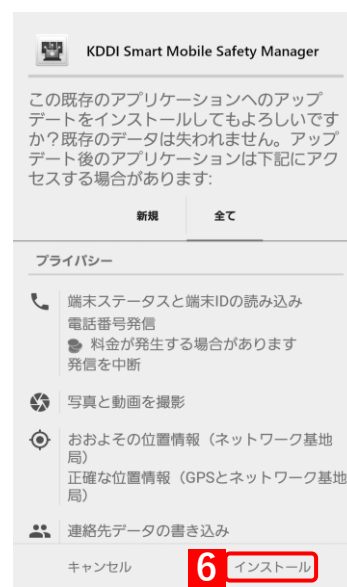 KDDI Smart Mobile Safety Manager
この既存のアプリケーションへのアップ
デートをインストールしてもよろしいです
か？既存のデータは失われません。アップ
デート後のアプリケーションは下記にアク
セスする場合があります:
新規 全て
プライバシー
端末ステータスと端末IDの読み込み
電話番号発信
料金が発生する場合があります
発信を中断
写真と動画を撮影
おおよその位置情報（ネットワーク基地
局）
正確な位置情報（GPSとネットワーク基地
局）
連絡先データの書き込み
キャンセル 6 インストール